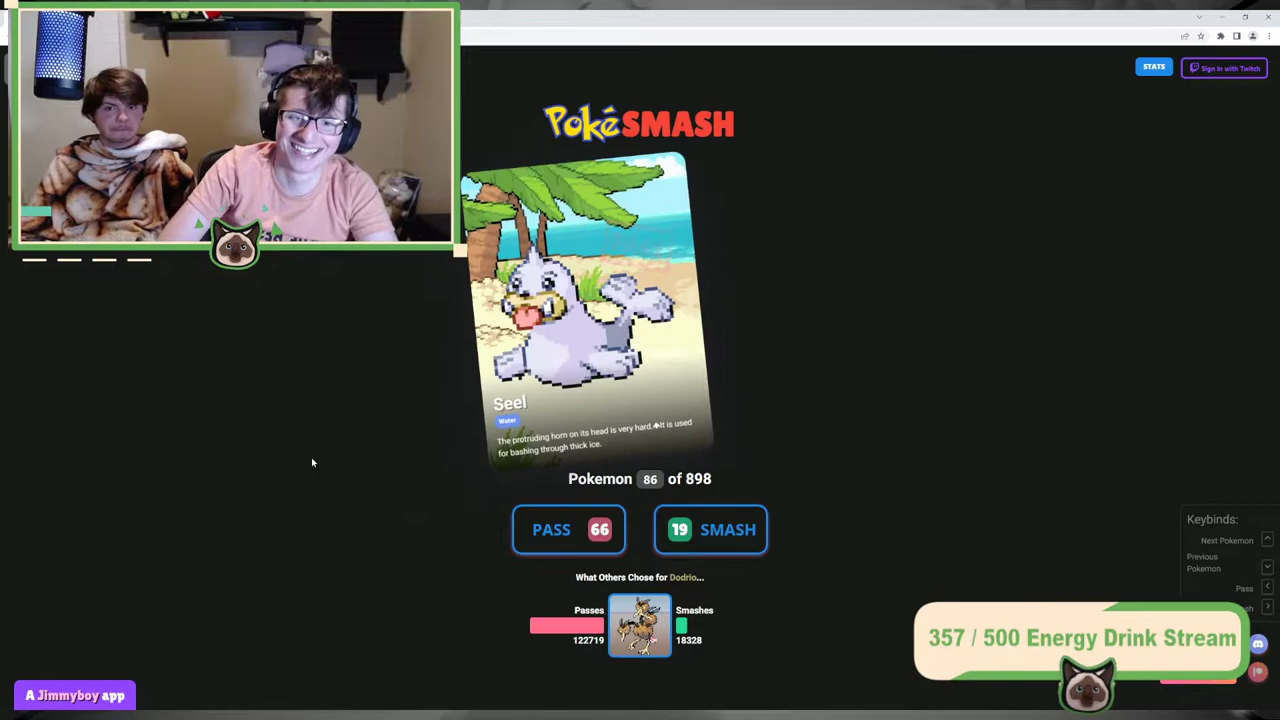 STATS
Sign in with Twitch
PokéSMASH
Seel
Water
The protruding horn on its head is very hard. It is used
for bashing through thick ice.
Pokemon 86 of 898
PASS 66
19 SMASH
What Others Chose for Dodrio...
Passes
122719
Smashes
18328
Keybinds:
Next Pokemon
Previous
Pokemon
Pass
357 / 500 Energy Drink Stream
A Jimmyboy app